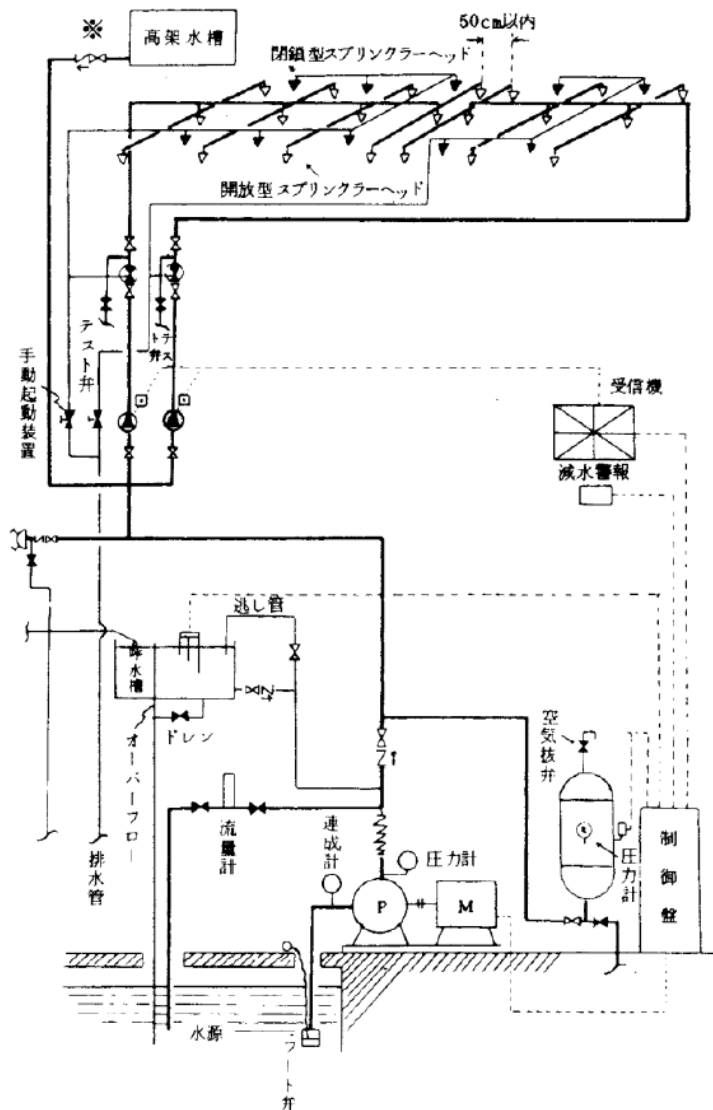 ※
高架水槽
50cm以内
閉鎖型スプリンクラーヘッド
開放型スプリンクラーヘッド
テスト弁
テスト弁
手動起動装置
受信機
減水警報
逃し管
呼水槽
ドレン
オーバーフロー
排水管
流量計
連成計
圧力計
空気抜弁
圧力計
制御盤
P
M
水源
フート弁